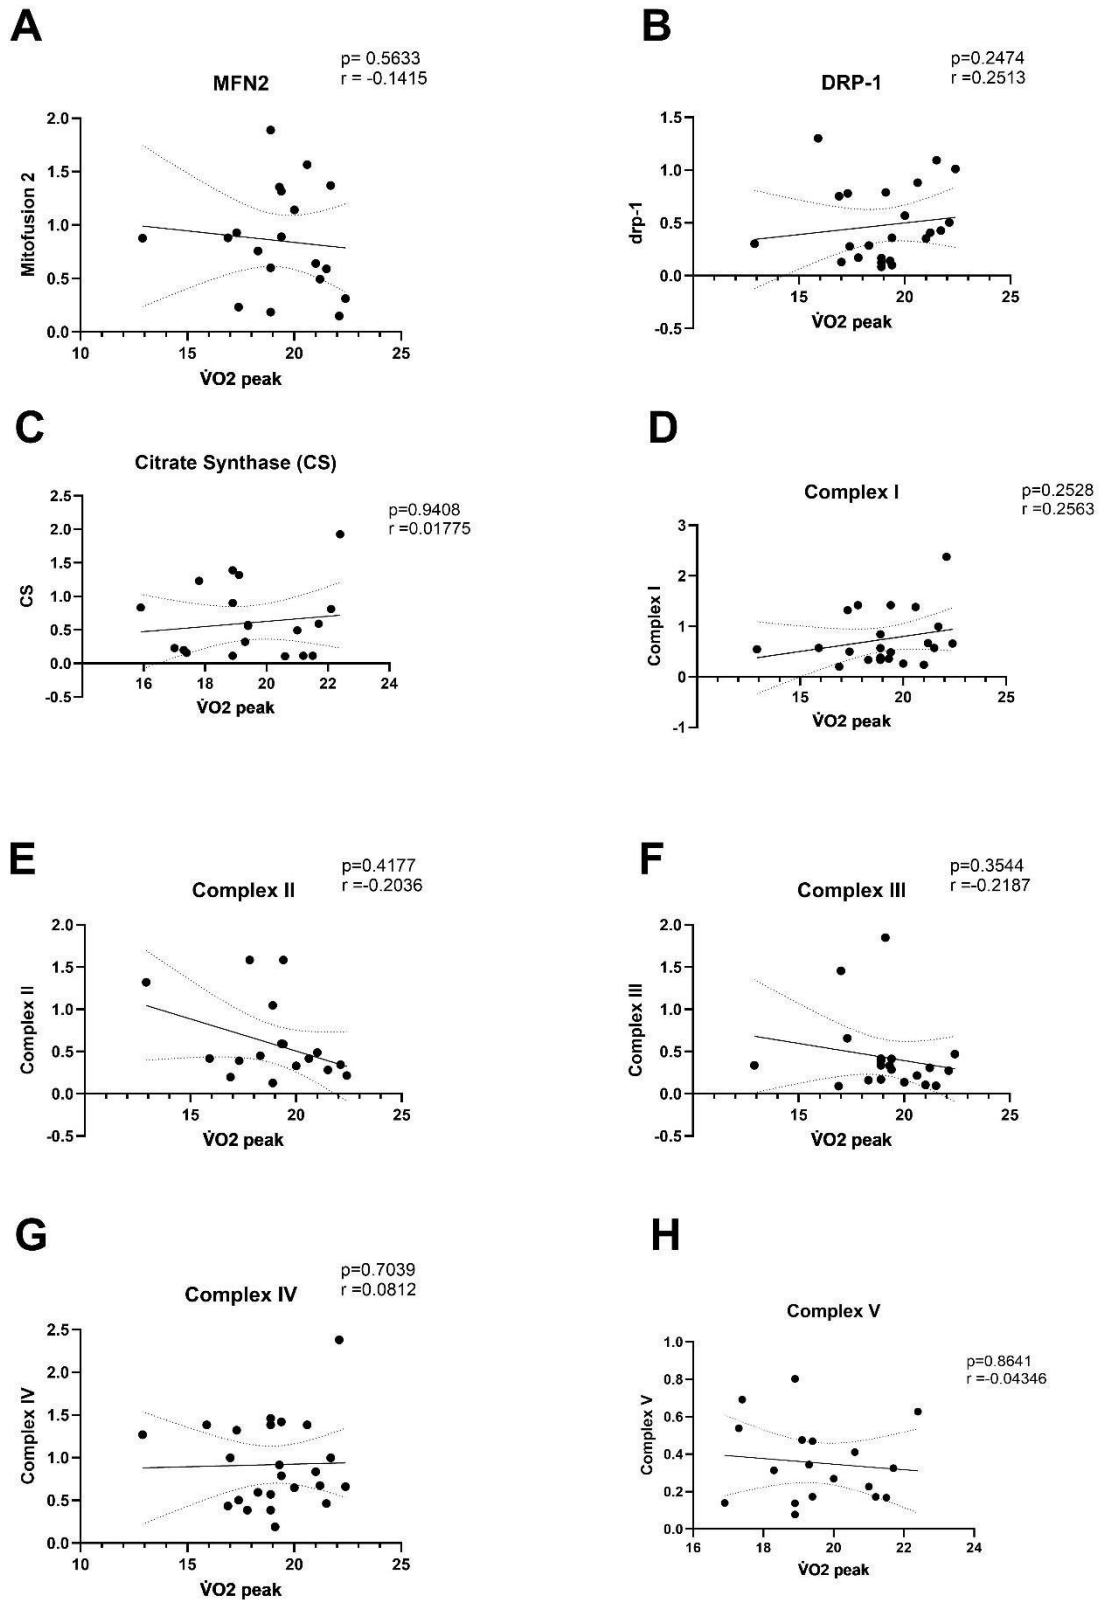 A
MFN2
p= 0.5633
r = -0.1415
Mitofusion 2
2.0
1.5
1.0
0.5
0.0
10 15 20 25
V̇O2 peak
B
DRP-1
p=0.2474
r =0.2513
drp-1
1.5
1.0
0.5
0.0
-0.5
15 20 25
V̇O2 peak
C
Citrate Synthase (CS)
p=0.9408
r =0.01775
CS
2.5
2.0
1.5
1.0
0.5
0.0
-0.5
16 18 20 22 24
V̇O2 peak
D
Complex I
p=0.2528
r =0.2563
Complex I
3
2
1
0
-1
15 20 25
V̇O2 peak
E
Complex II
p=0.4177
r =-0.2036
Complex II
2.0
1.5
1.0
0.5
0.0
-0.5
15 20 25
V̇O2 peak
F
Complex III
p=0.3544
r =-0.2187
Complex III
2.0
1.5
1.0
0.5
0.0
-0.5
15 20 25
V̇O2 peak
G
Complex IV
p=0.7039
r =0.0812
Complex IV
2.5
2.0
1.5
1.0
0.5
0.0
10 15 20 25
V̇O2 peak
H
Complex V
p=0.8641
r =-0.04346
Complex V
1.0
0.8
0.6
0.4
0.2
0.0
16 18 20 22 24
V̇O2 peak